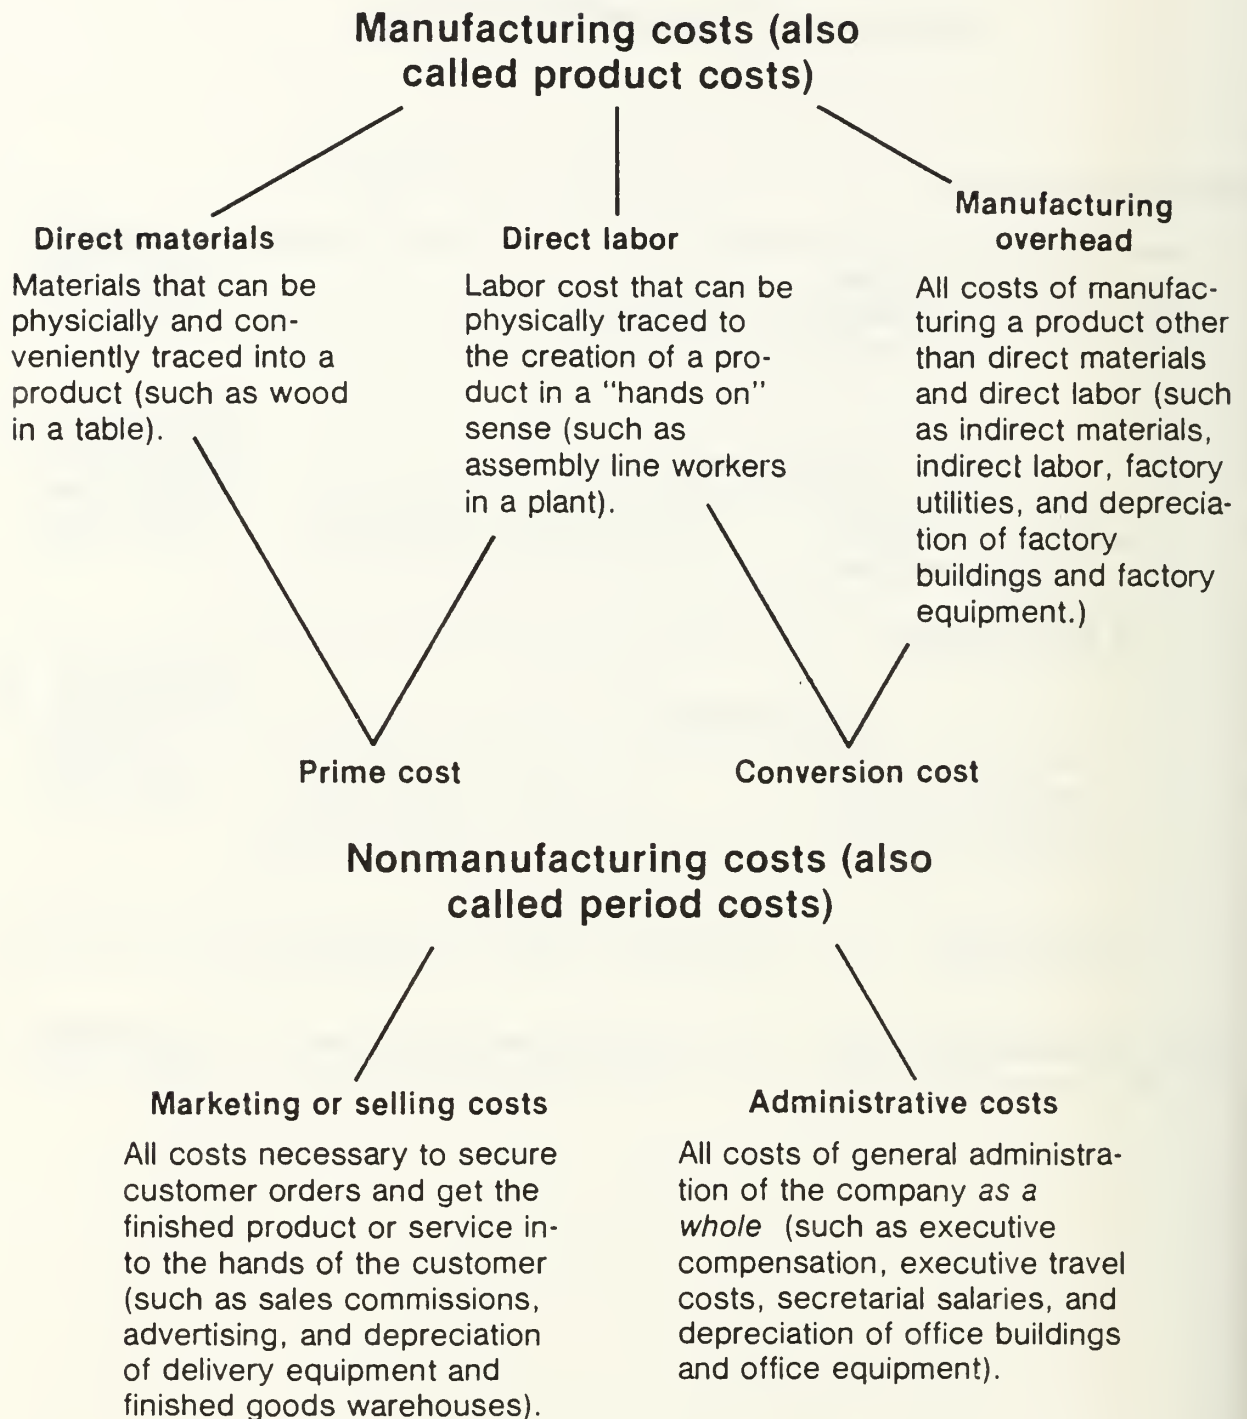 Manufacturing costs (also
called product costs)
Direct materials
Materials that can be
physicially and con-
veniently traced into a
product (such as wood
in a table).
Direct labor
Labor cost that can be
physically traced to
the creation of a pro-
duct in a "hands on"
sense (such as
assembly line workers
in a plant).
Manufacturing
overhead
All costs of manufac-
turing a product other
than direct materials
and direct labor (such
as indirect materials,
indirect labor, factory
utilities, and deprecia-
tion of factory
buildings and factory
equipment.)
Prime cost
Conversion cost
Nonmanufacturing costs (also
called period costs)
Marketing or selling costs
All costs necessary to secure
customer orders and get the
finished product or service in-
to the hands of the customer
(such as sales commissions,
advertising, and depreciation
of delivery equipment and
finished goods warehouses).
Administrative costs
All costs of general administra-
tion of the company as a
whole (such as executive
compensation, executive travel
costs, secretarial salaries, and
depreciation of office buildings
and office equipment).